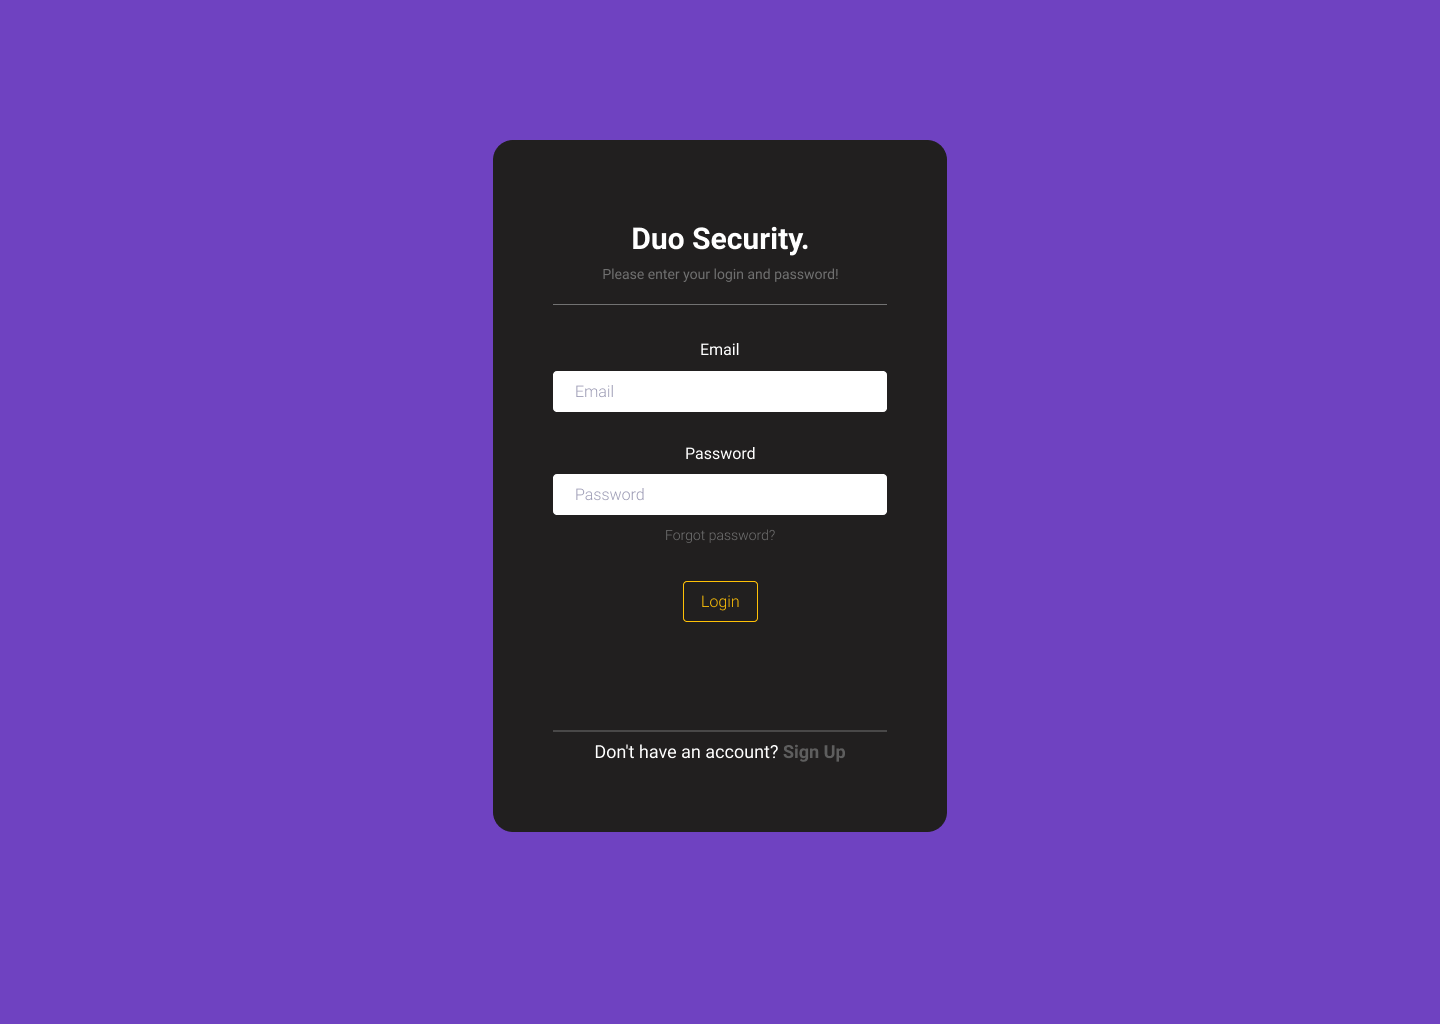 Duo Security.
Please enter your login and password!
Email
Email
Password
Password
Forgot password?
Login
Don't have an account? Sign Up